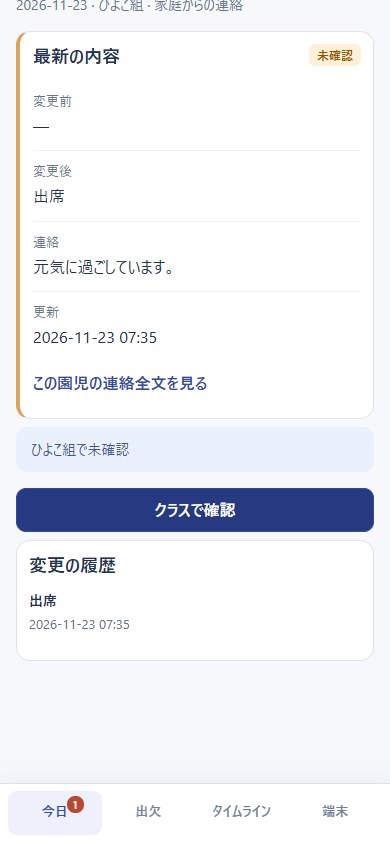 2026-11-23・ひよこ組・家庭からの連絡
最新の内容
未確認
変更前
—
変更後
出席
連絡
元気に過ごしています。
更新
2026-11-23 07:35
この園児の連絡全文を見る
ひよこ組で未確認
クラスで確認
変更の履歴
出席
2026-11-23 07:35
今日
1
出欠
タイムライン
端末